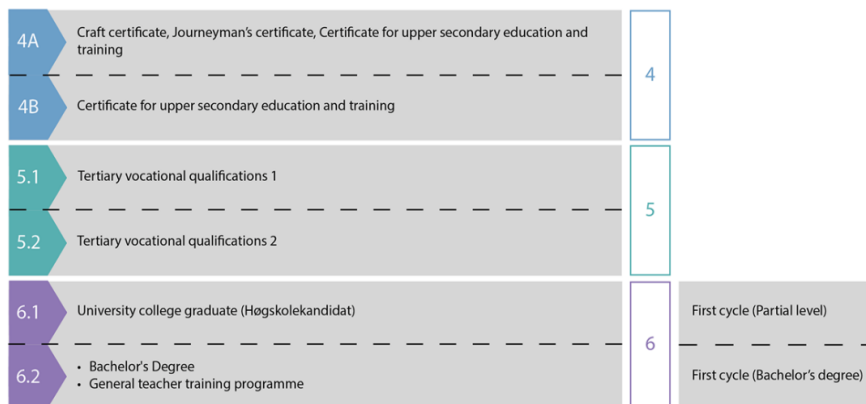 4A
Craft certificate, Journeyman's certificate, Certificate for upper secondary education and
training
4
4B
Certificate for upper secondary education and training
5.1
Tertiary vocational qualifications 1
5
5.2
Tertiary vocational qualifications 2
6.1
University college graduate (Høgskolekandidat)
First cycle (Partial level)
6
6.2
• Bachelor's Degree
• General teacher training programme
First cycle (Bachelor's degree)